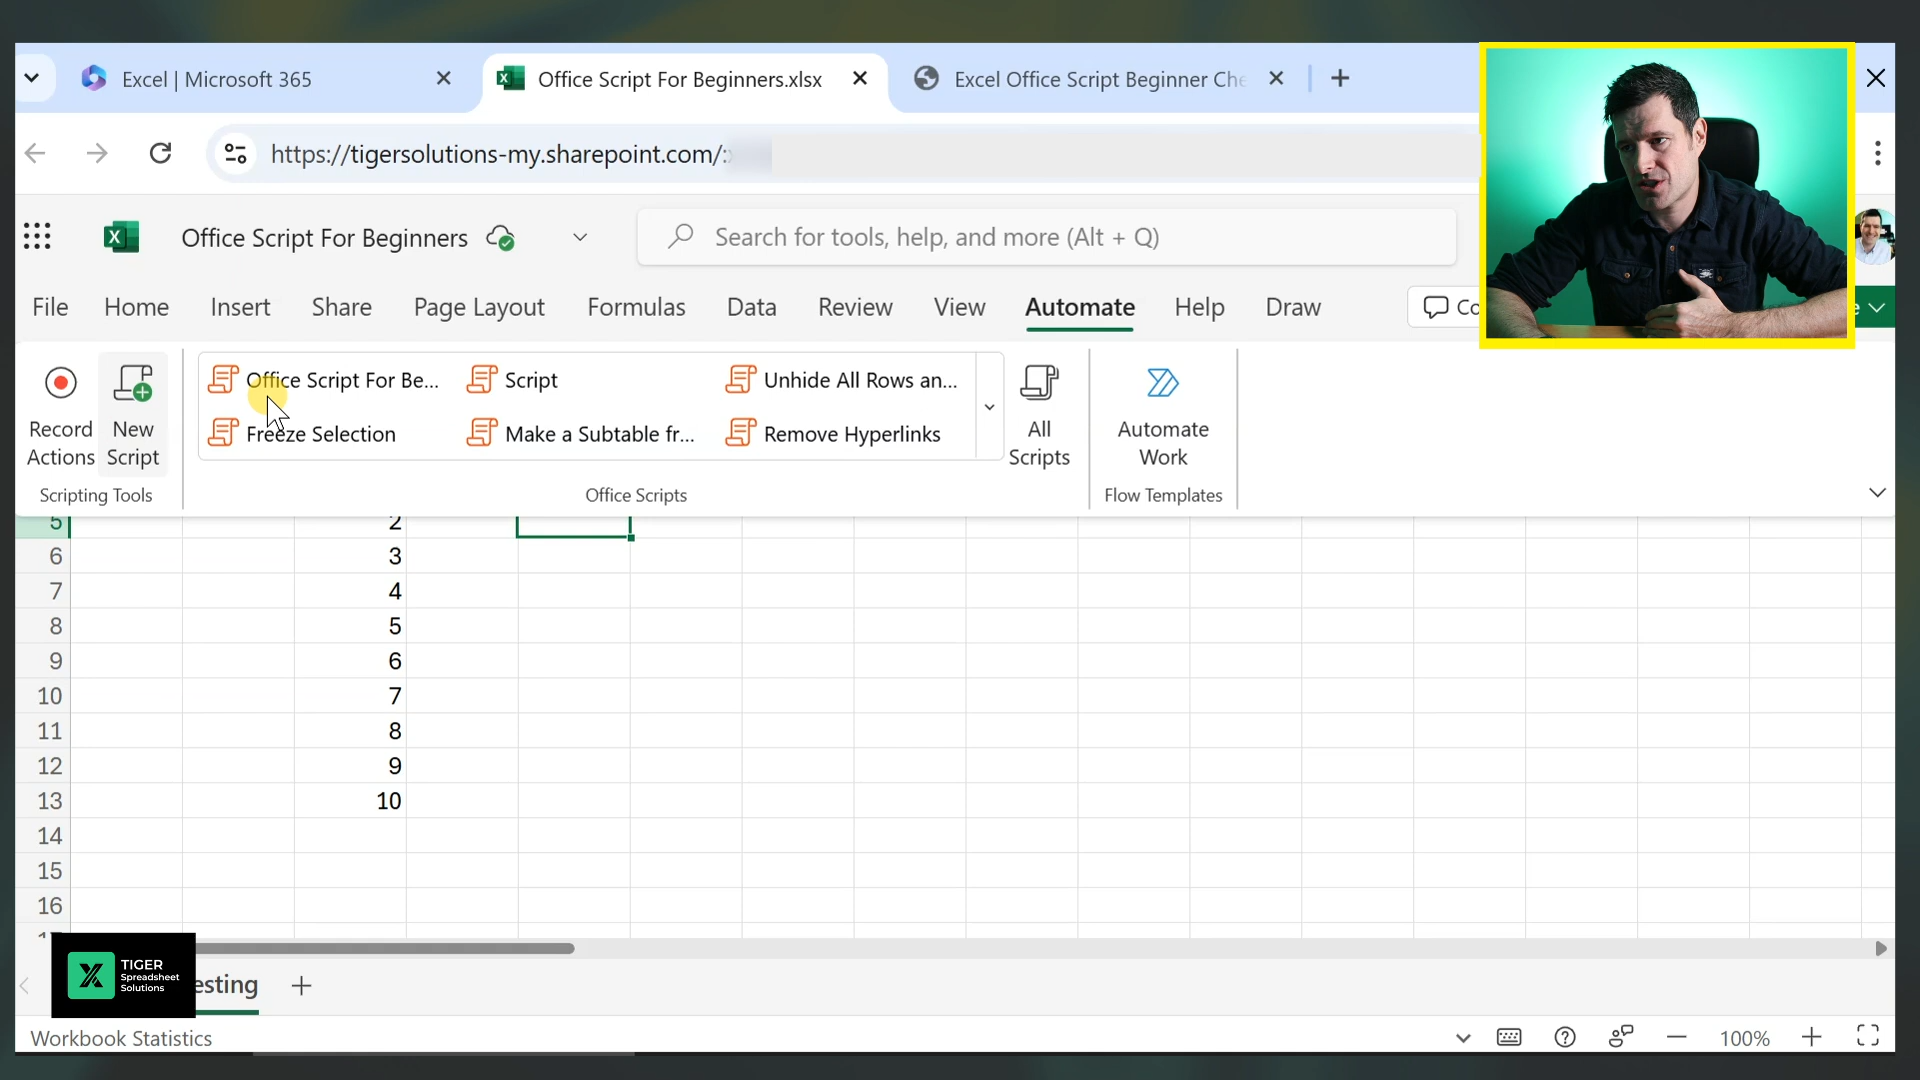 Excel | Microsoft 365
Office Script For Beginners.xlsx
Excel Office Script Beginner Che
https://tigersolutions-my.sharepoint.com/:
Office Script For Beginners
Search for tools, help, and more (Alt + Q)
File Home Insert Share Page Layout Formulas Data Review View Automate Help Draw Co
Office Script For Be...
Script
Unhide All Rows an...
Record Actions
New Script
Freeze Selection
Make a Subtable fr...
Remove Hyperlinks
All Scripts
Automate Work
Scripting Tools
Office Scripts
Flow Templates
5 2
6 3
7 4
8 5
9 6
10 7
11 8
12 9
13 10
14
15
16
TIGER
Spreadsheet
Solutions
esting
Workbook Statistics
100%